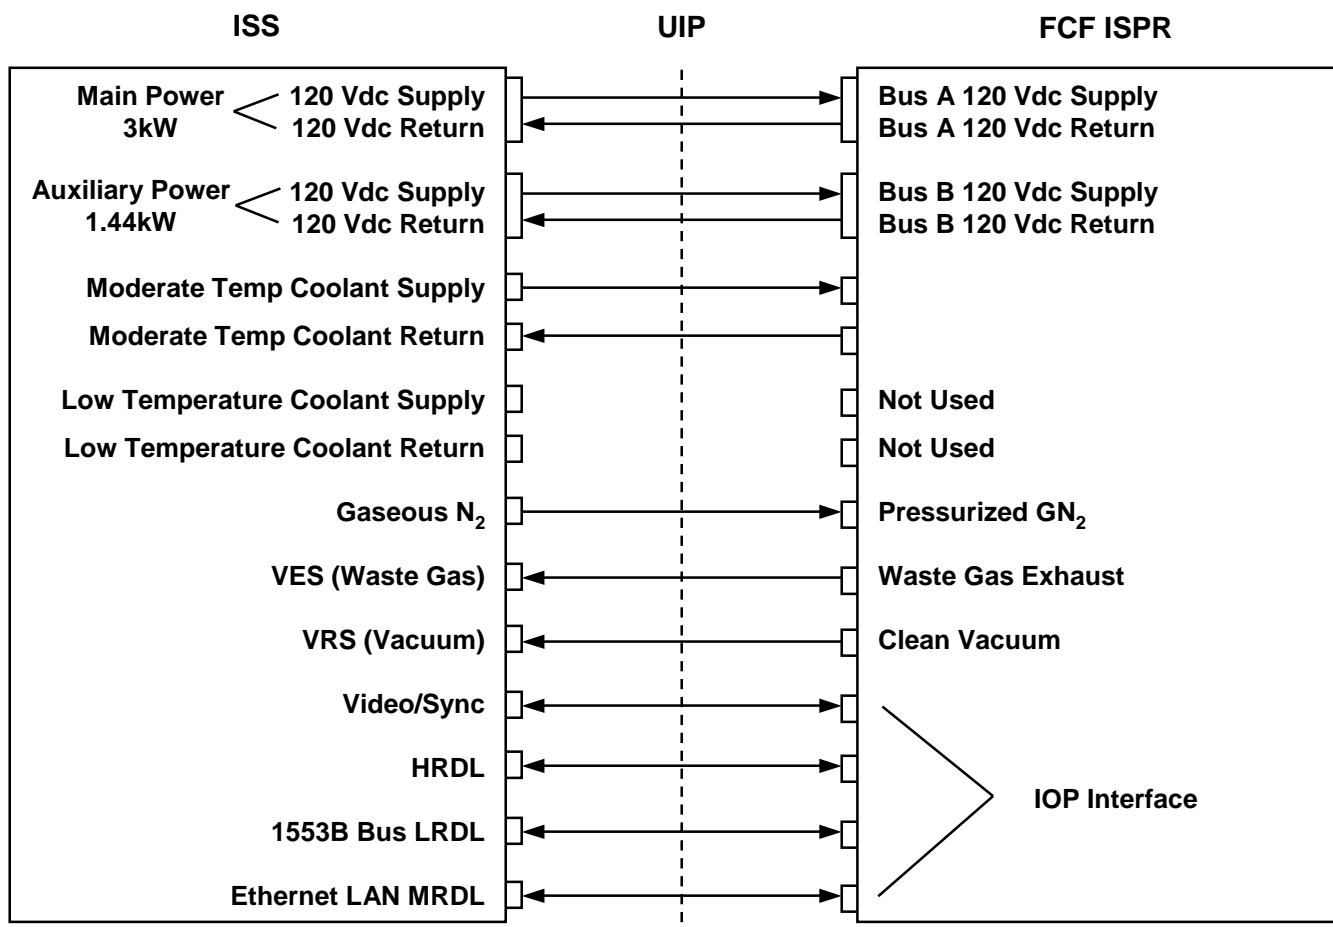 ISS UIP FCF ISPR
Main Power 120 Vdc Supply Bus A 120 Vdc Supply
3kW 120 Vdc Return Bus A 120 Vdc Return
Auxiliary Power 120 Vdc Supply Bus B 120 Vdc Supply
1.44kW 120 Vdc Return Bus B 120 Vdc Return
Moderate Temp Coolant Supply
Moderate Temp Coolant Return
Low Temperature Coolant Supply Not Used
Low Temperature Coolant Return Not Used
Gaseous N₂ Pressurized GN₂
VES (Waste Gas) Waste Gas Exhaust
VRS (Vacuum) Clean Vacuum
Video/Sync
HRDL
IOP Interface
1553B Bus LRDL
Ethernet LAN MRDL